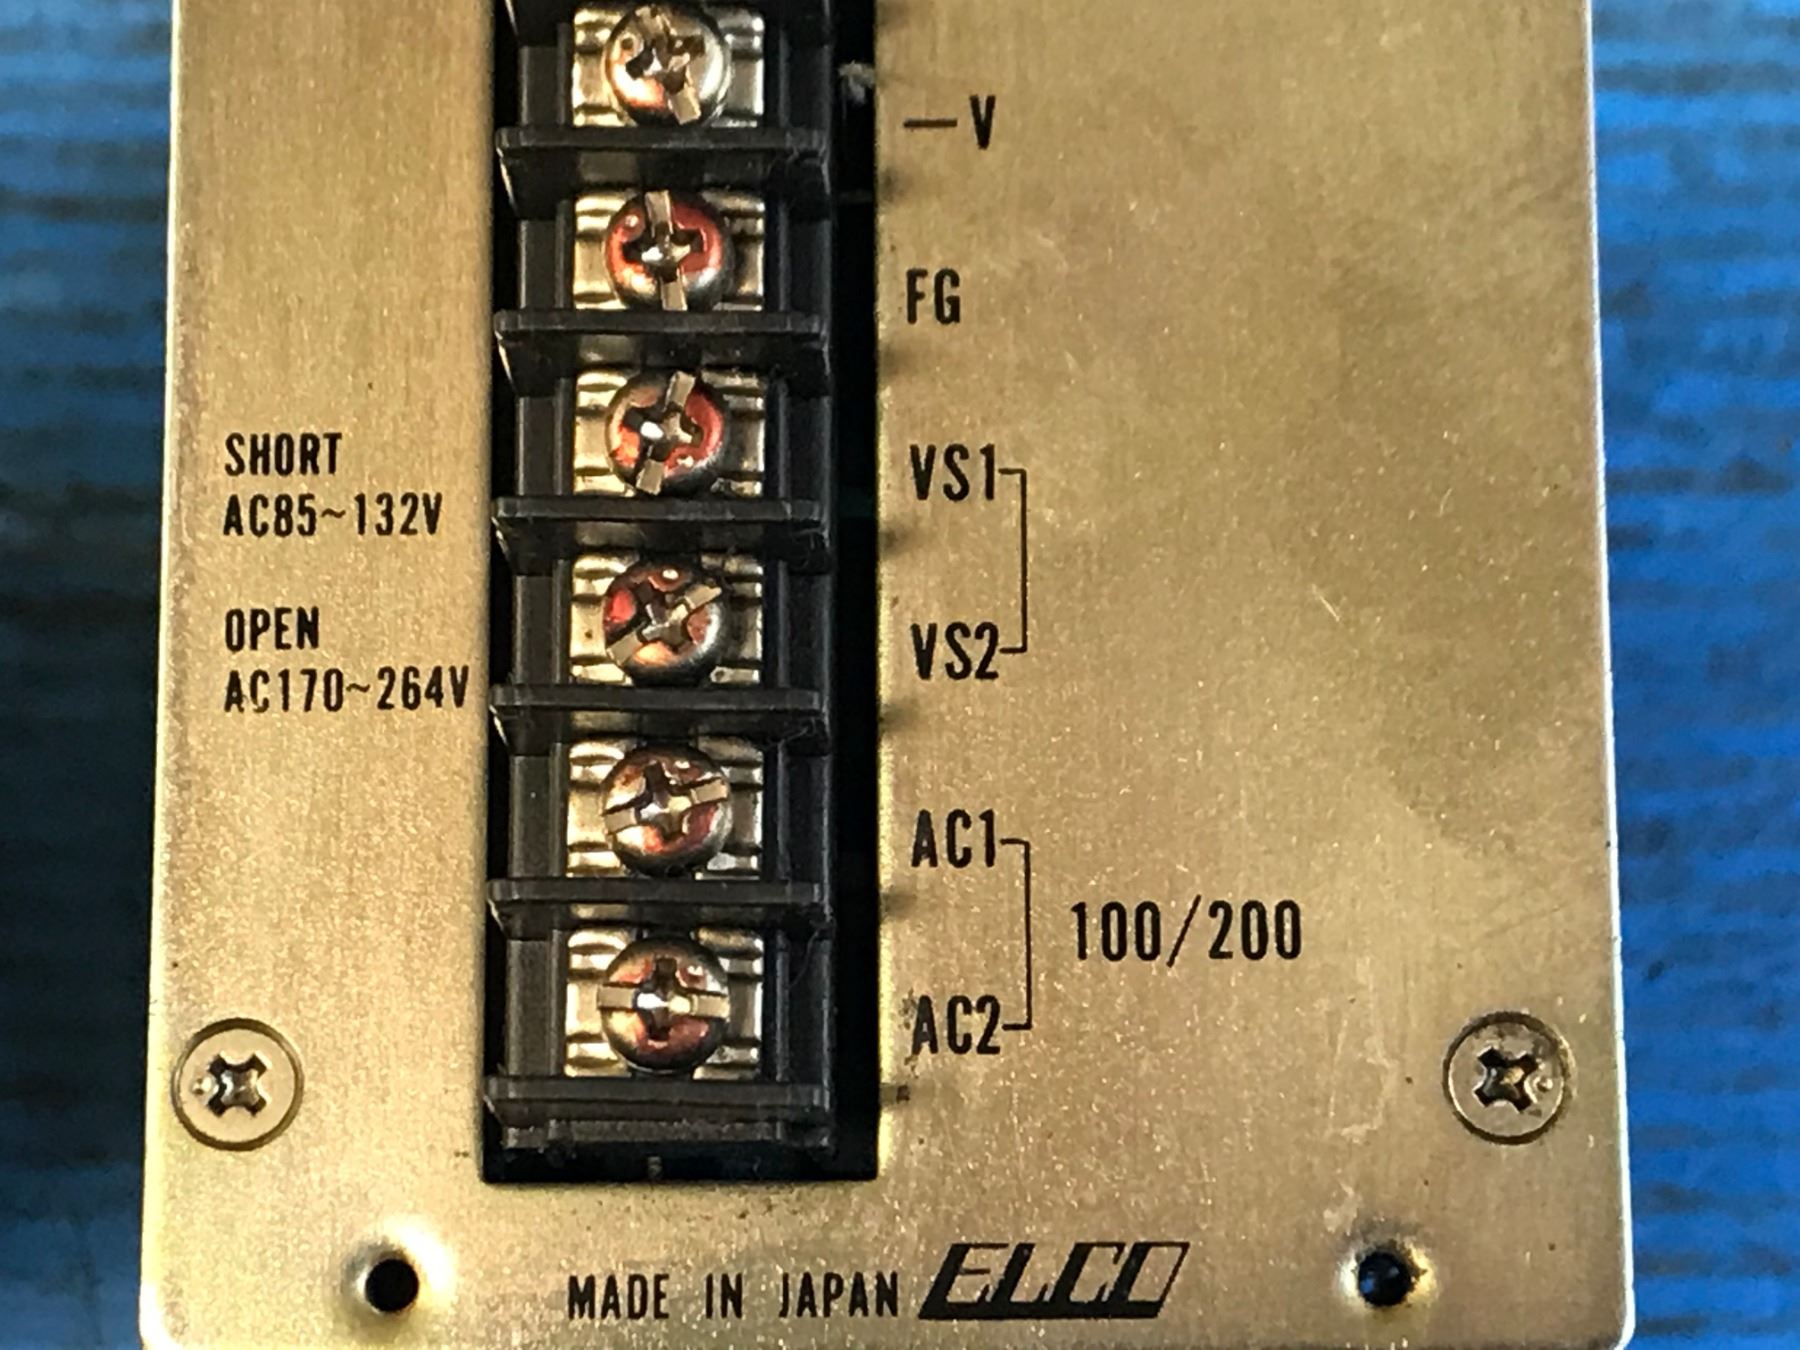 —V
FG
SHORT
AC85~132V
VS1
OPEN
AC170~264V
VS2
AC1
100/200
AC2
MADE IN JAPAN ELCO